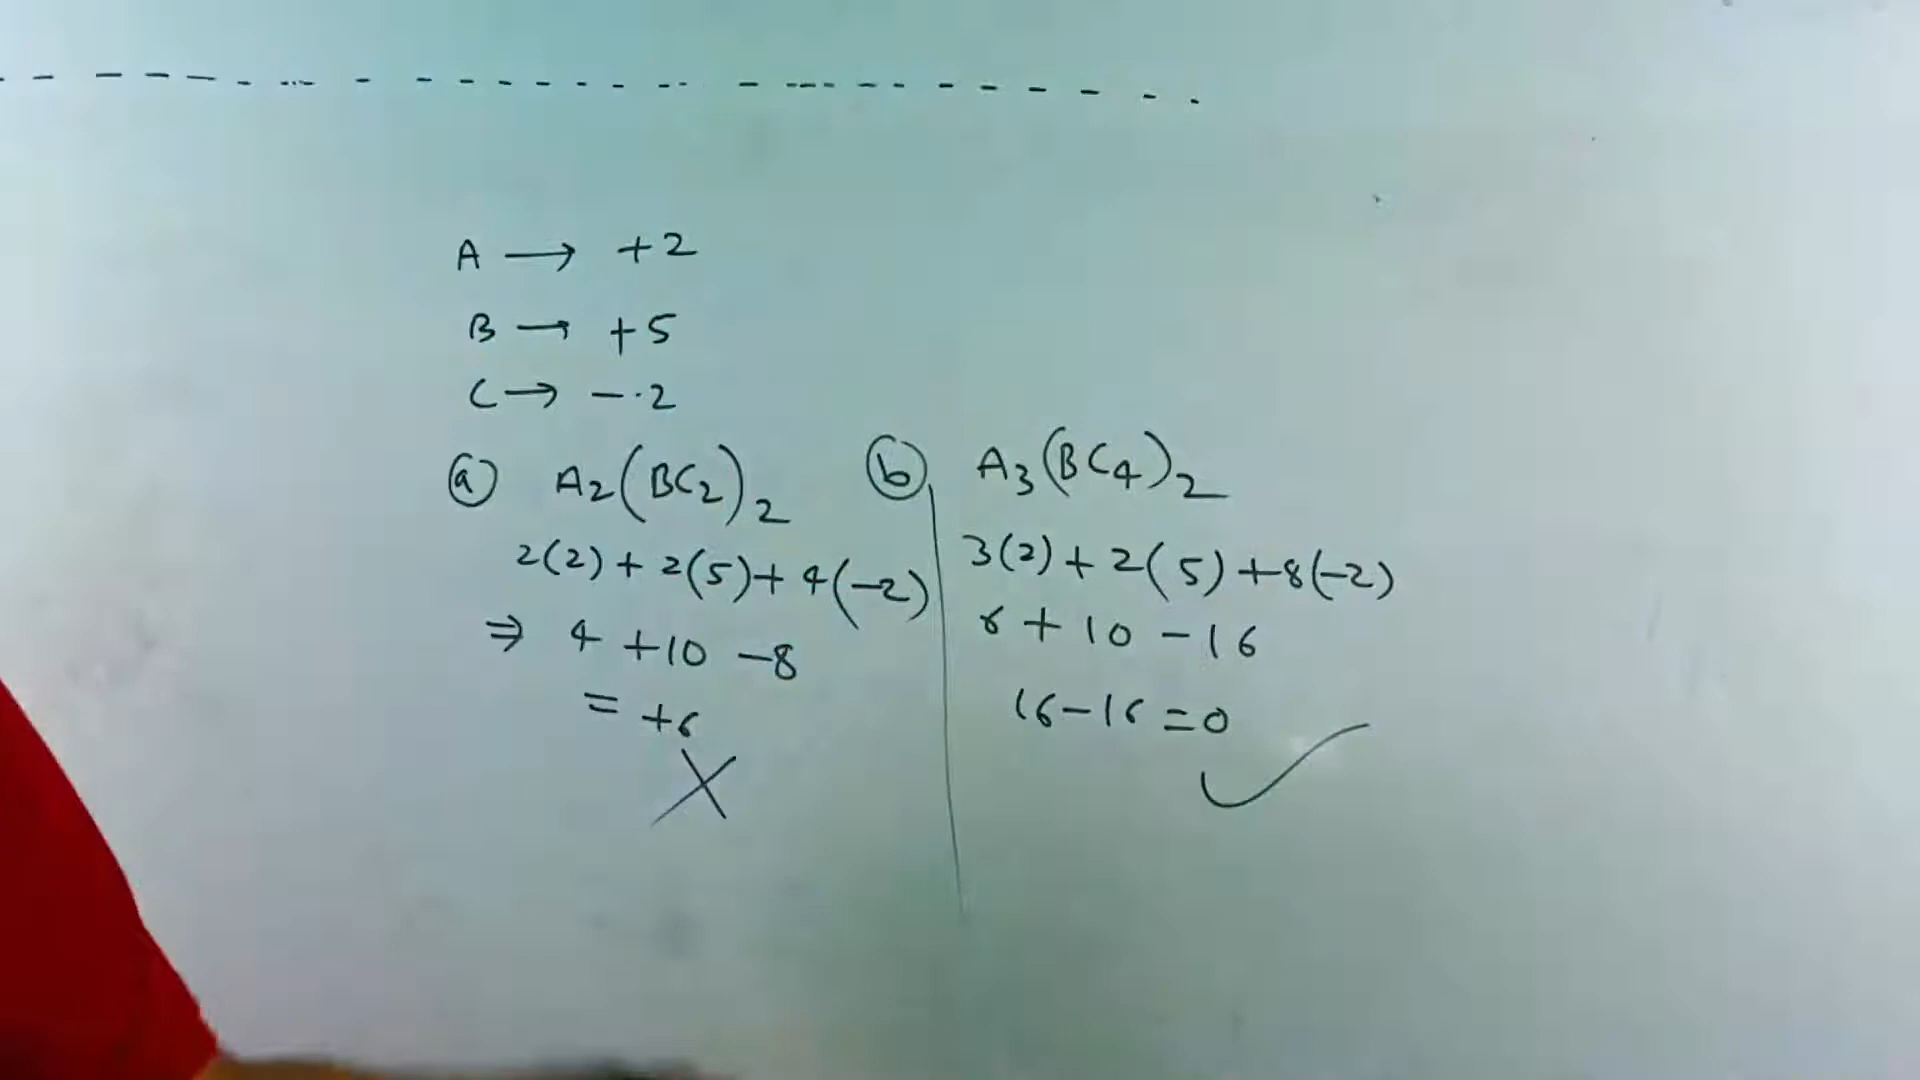 A → +2
B → +5
C → -.2
(a) A₂(BC₂)₂
2(2) + 2(5) + 4(-2)
⇒ 4 + 10 - 8
= +6
X
(b) A₃(BC₄)₂
3(2) + 2(5) + 8(-2)
6 + 10 - 16
16 - 16 = 0
✓